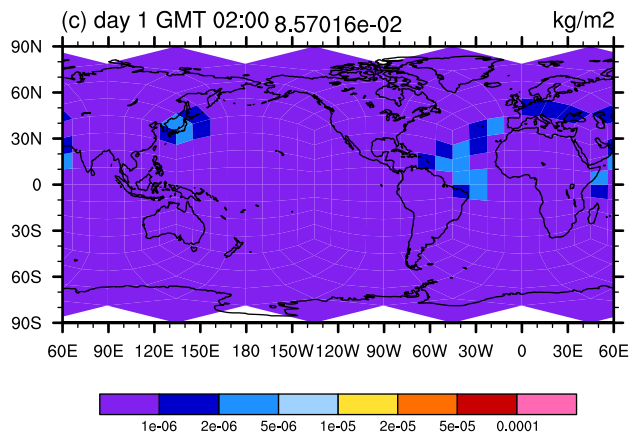 (c) day 1 GMT 02:00 8.57016e-02 kg/m2
90N
60N
30N
0
30S
60S
90S
60E 90E 120E 150E 180 150W 120W 90W 60W 30W 0 30E 60E
1e-06 2e-06 5e-06 1e-05 2e-05 5e-05 0.0001